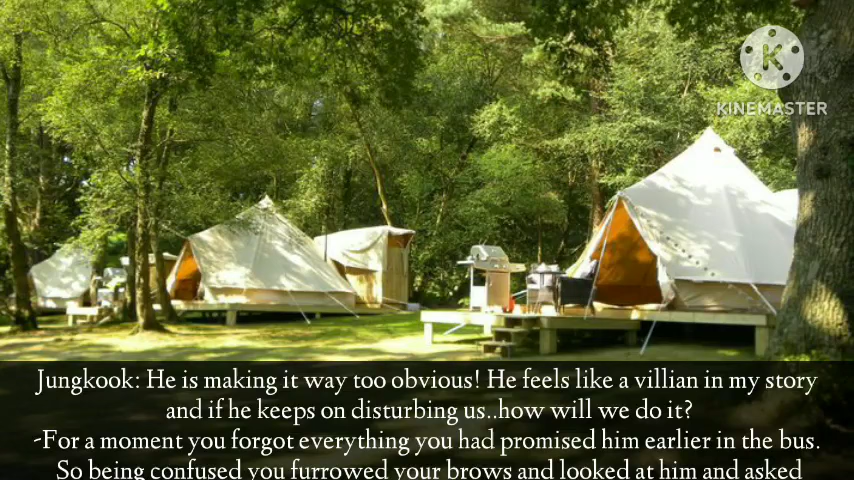 K
KINEMASTER
Jungkook: He is making it way too obvious! He feels like a villian in my story
and if he keeps on disturbing us..how will we do it?
-For a moment you forgot everything you had promised him earlier in the bus.
So being confused you furrowed your brows and looked at him and asked